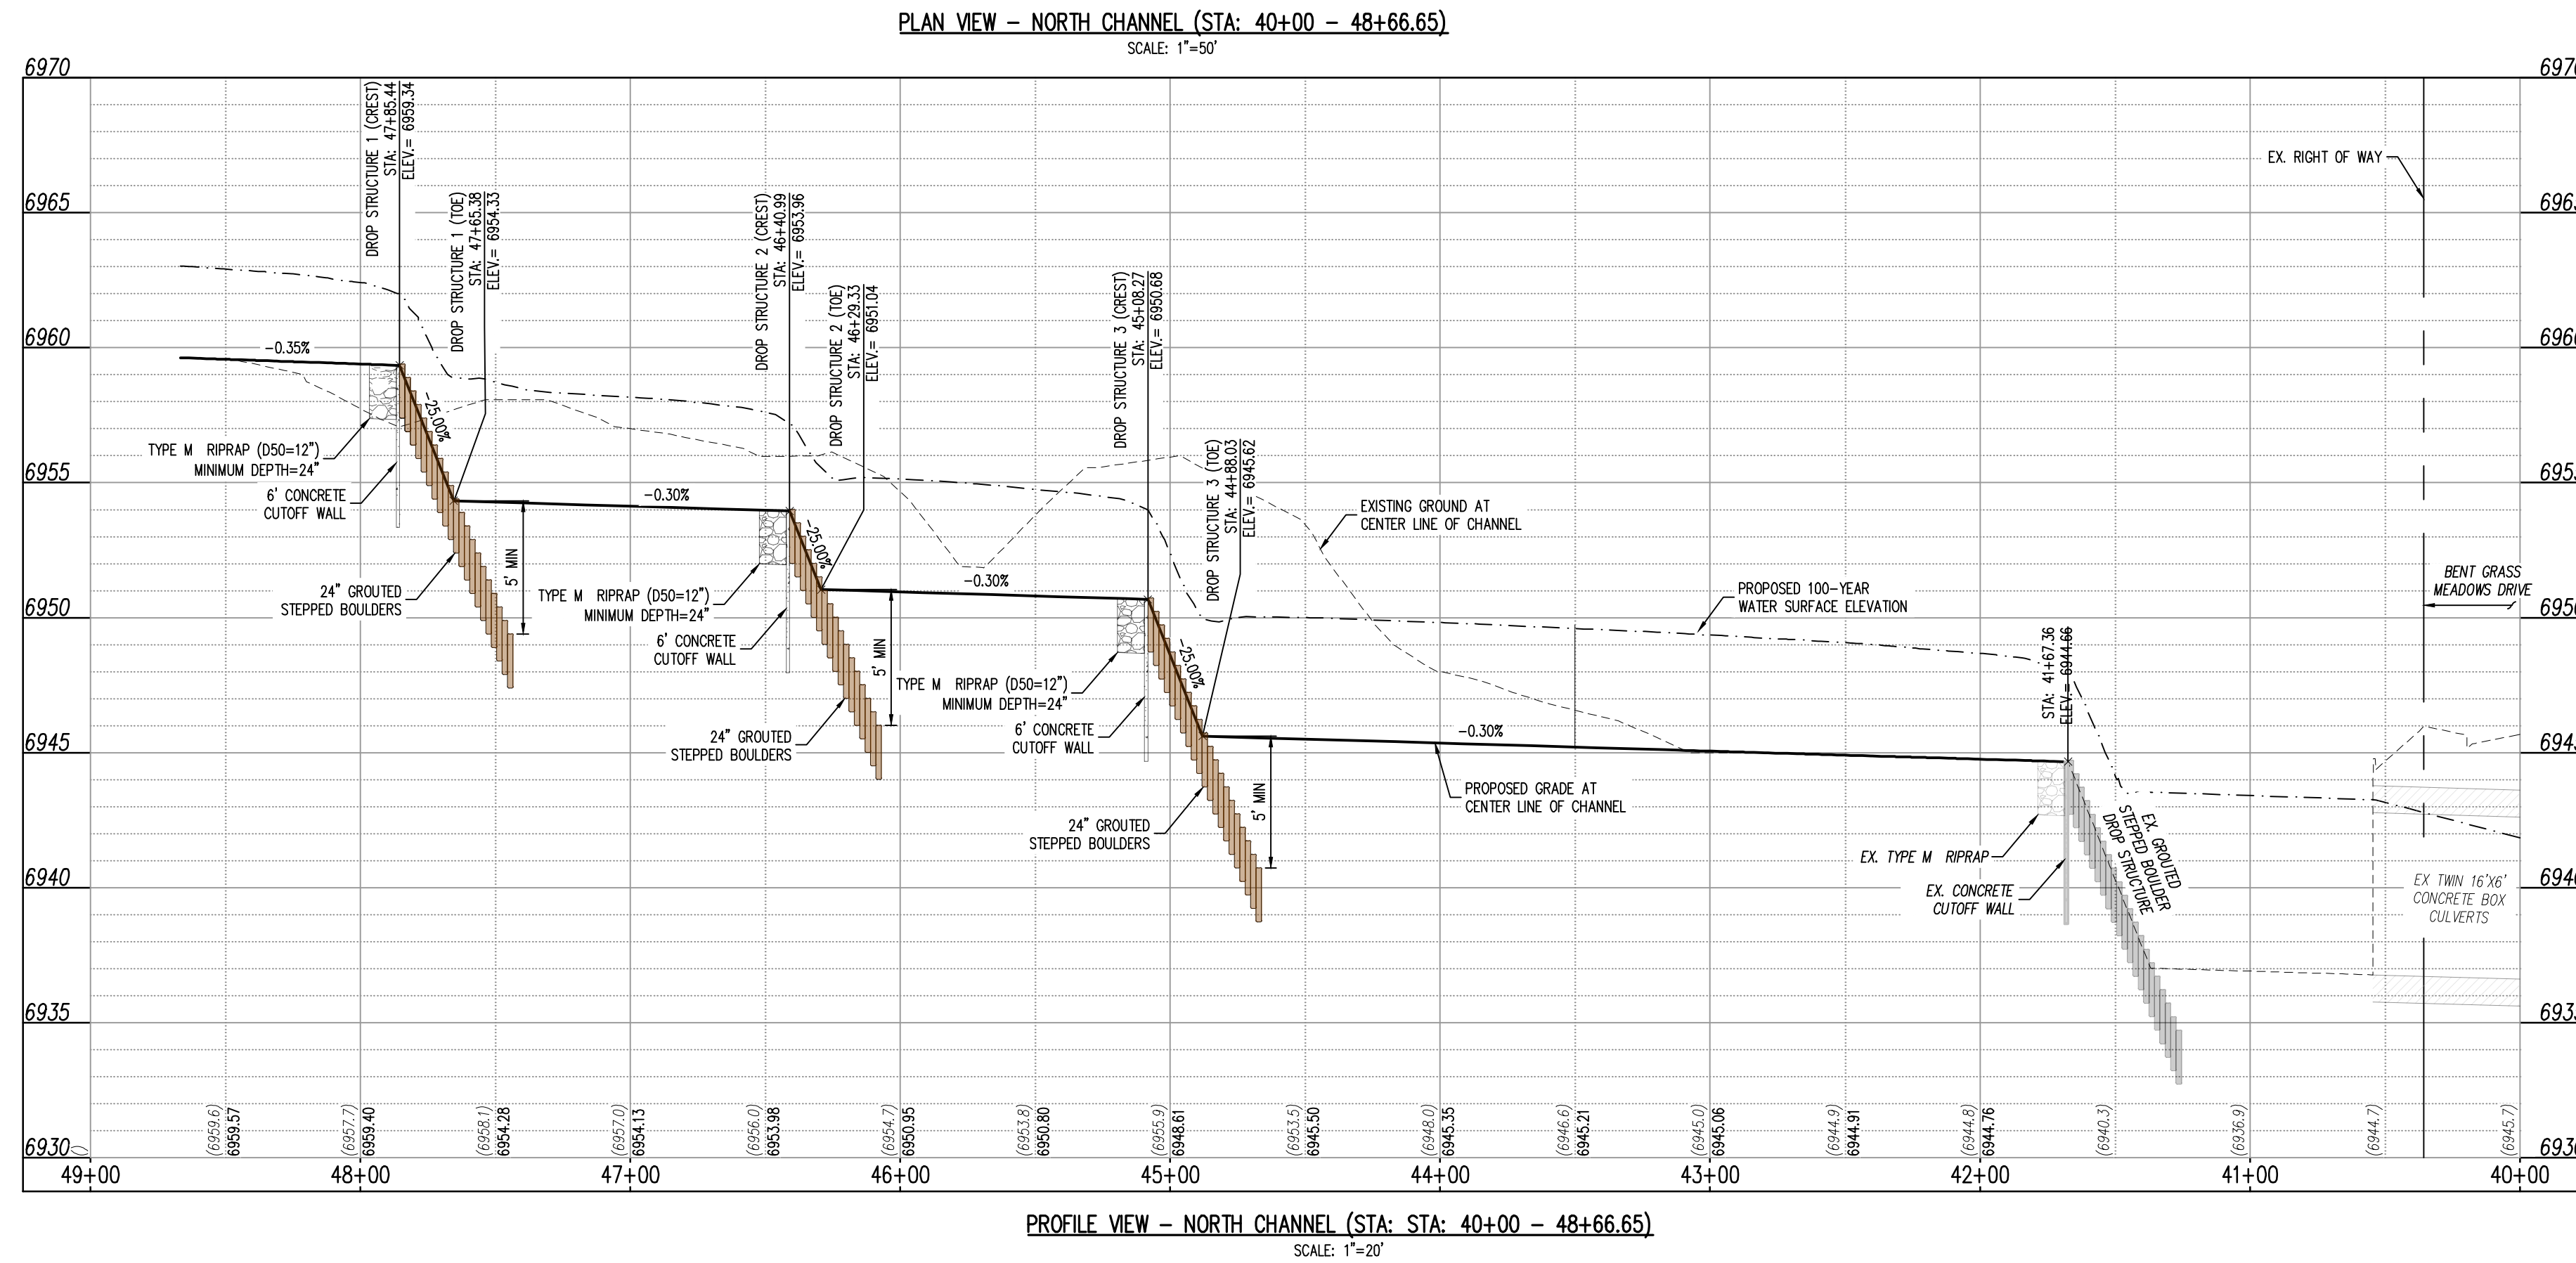 PLAN VIEW – NORTH CHANNEL (STA: 40+00 – 48+66.65)
SCALE: 1"=50'
6970
6965
6960
6955
6950
6945
6940
6935
6930
DROP STRUCTURE 1 (CREST)
STA: 47+85.44
ELEV.= 6959.34
DROP STRUCTURE 1 (TOE)
STA: 47+65.38
ELEV.= 6954.33
DROP STRUCTURE 2 (CREST)
STA: 46+40.99
ELEV.= 6953.96
DROP STRUCTURE 2 (TOE)
STA: 46+29.33
ELEV.= 6951.04
DROP STRUCTURE 3 (CREST)
STA: 45+08.27
ELEV.= 6950.68
DROP STRUCTURE 3 (TOE)
STA: 44+88.03
ELEV.= 6945.62
STA: 41+67.36
ELEV.= 6944.66
EX. RIGHT OF WAY
-0.35%
-25.00%
TYPE M RIPRAP (D50=12")
MINIMUM DEPTH=24"
6' CONCRETE
CUTOFF WALL
24" GROUTED
STEPPED BOULDERS
5' MIN
-0.30%
-25.00%
TYPE M RIPRAP (D50=12")
MINIMUM DEPTH=24"
6' CONCRETE
CUTOFF WALL
24" GROUTED
STEPPED BOULDERS
5' MIN
-0.30%
-25.00%
TYPE M RIPRAP (D50=12")
MINIMUM DEPTH=24"
6' CONCRETE
CUTOFF WALL
24" GROUTED
STEPPED BOULDERS
5' MIN
-0.30%
EXISTING GROUND AT
CENTER LINE OF CHANNEL
PROPOSED 100-YEAR
WATER SURFACE ELEVATION
PROPOSED GRADE AT
CENTER LINE OF CHANNEL
BENT GRASS
MEADOWS DRIVE
EX. TYPE M RIPRAP
EX. CONCRETE
CUTOFF WALL
EX. GROUTED
STEPPED BOULDER
DROP STRUCTURE
EX TWIN 16'X6'
CONCRETE BOX
CULVERTS
697
696
696
695
695
694
694
693
693
()
(6959.6)
6959.57
(6957.7)
6959.40
(6958.1)
6954.28
(6957.0)
6954.13
(6956.0)
6953.98
(6954.7)
6950.95
(6953.8)
6950.80
(6955.9)
6948.61
(6953.5)
6945.50
(6948.0)
6945.35
(6946.6)
6945.21
(6945.0)
6945.06
(6944.9)
6944.91
(6944.8)
6944.76
(6940.3)
(6936.9)
(6944.7)
(6945.7)
49+00 48+00 47+00 46+00 45+00 44+00 43+00 42+00 41+00 40+00
PROFILE VIEW – NORTH CHANNEL (STA: STA: 40+00 – 48+66.65)
SCALE: 1"=20'